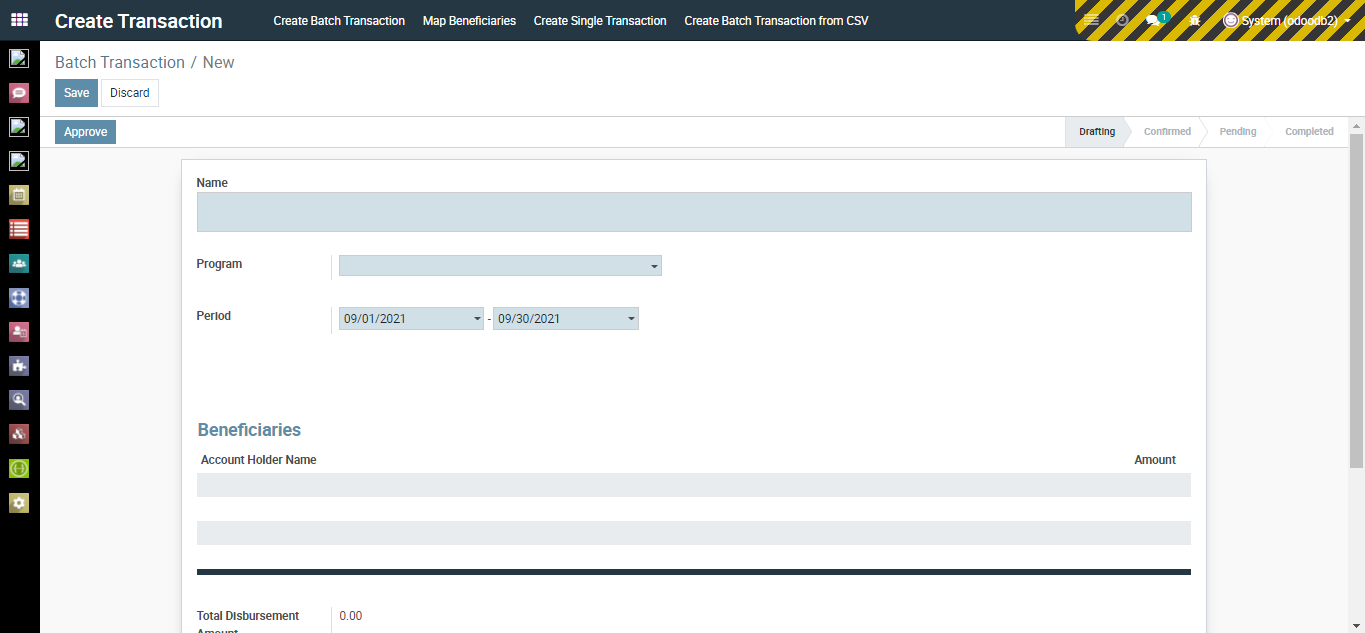 Create Transaction Create Batch Transaction Map Beneficiaries Create Single Transaction Create Batch Transaction from CSV 1 System (odoodb2)
Batch Transaction / New
Save Discard
Approve Drafting Confirmed Pending Completed
Name
Program
Period 09/01/2021 - 09/30/2021
Beneficiaries
Account Holder Name Amount
Total Disbursement 0.00
Amount